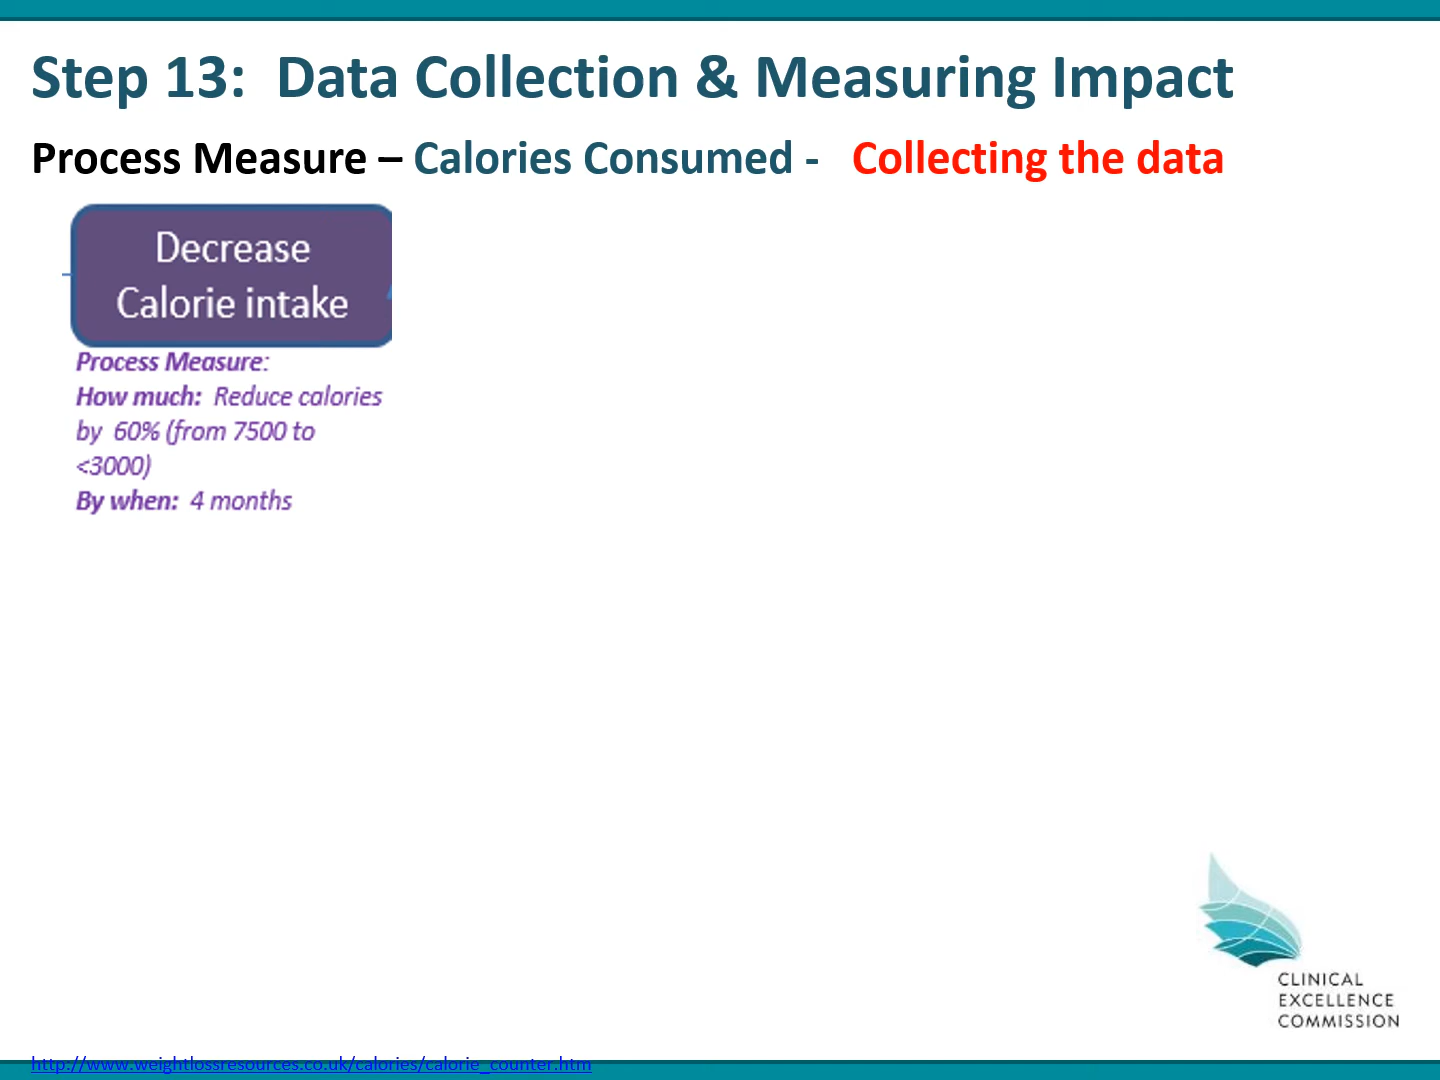 Step 13:  Data Collection & Measuring Impact
Process Measure – Calories Consumed -   Collecting the data
Decrease
Calorie intake
Process Measure:
How much:  Reduce calories
by  60% (from 7500 to
<3000)
By when:  4 months
CLINICAL
EXCELLENCE
COMMISSION
http://www.weightlossresources.co.uk/calories/calorie_counter.htm